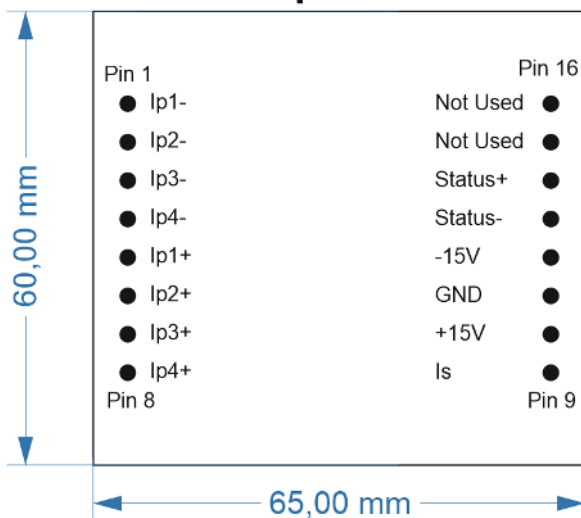 Pin 1
Pin 16
Ip1-
Not Used
Ip2-
Not Used
Ip3-
Status+
Ip4-
Status-
Ip1+
-15V
Ip2+
GND
Ip3+
+15V
Ip4+
Is
Pin 8
Pin 9
60,00 mm
65,00 mm